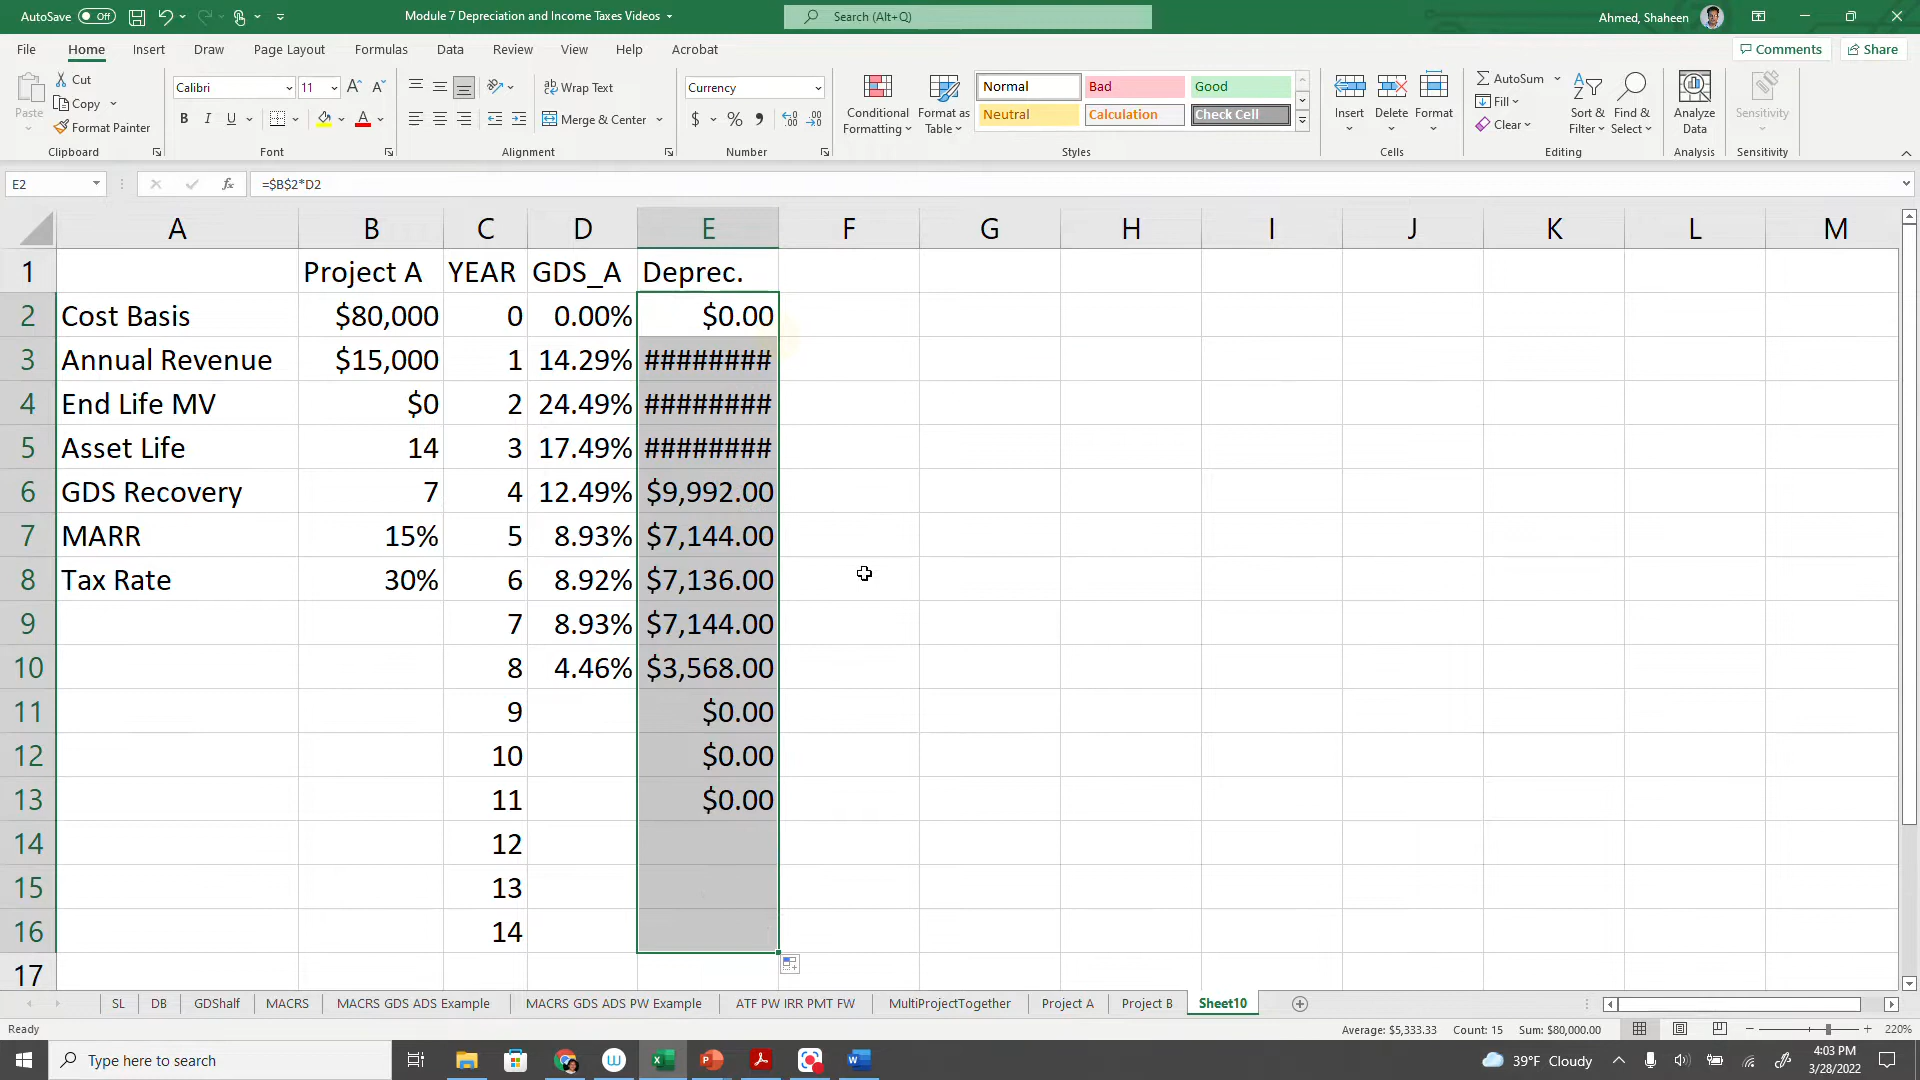 AutoSave Off Module 7 Depreciation and Income Taxes Videos Search (Alt+Q) Ahmed, Shaheen
File Home Insert Draw Page Layout Formulas Data Review View Help Acrobat Comments Share
Paste Cut Copy Format Painter Clipboard
Calibri 11 B I U A Font
Wrap Text Merge & Center Alignment
Currency $ % Number
Conditional Formatting Format as Table Normal Bad Good Neutral Calculation Check Cell Styles
Insert Delete Format Cells
AutoSum Fill Clear Sort & Filter Find & Select Editing
Analyze Data Analysis Sensitivity Sensitivity
E2 fx =$B$2*D2
A B C D E F G H I J K L M
1 Project A YEAR GDS_A Deprec.
2 Cost Basis $80,000 0 0.00% $0.00
3 Annual Revenue $15,000 1 14.29% ########
4 End Life MV $0 2 24.49% ########
5 Asset Life 14 3 17.49% ########
6 GDS Recovery 7 4 12.49% $9,992.00
7 MARR 15% 5 8.93% $7,144.00
8 Tax Rate 30% 6 8.92% $7,136.00
9 7 8.93% $7,144.00
10 8 4.46% $3,568.00
11 9 $0.00
12 10 $0.00
13 11 $0.00
14 12
15 13
16 14
17
SL DB GDShalf MACRS MACRS GDS ADS Example MACRS GDS ADS PW Example ATF PW IRR PMT FW MultiProjectTogether Project A Project B Sheet10
Ready Average: $5,333.33 Count: 15 Sum: $80,000.00 220%
Type here to search 39°F Cloudy 4:03 PM
3/28/2022